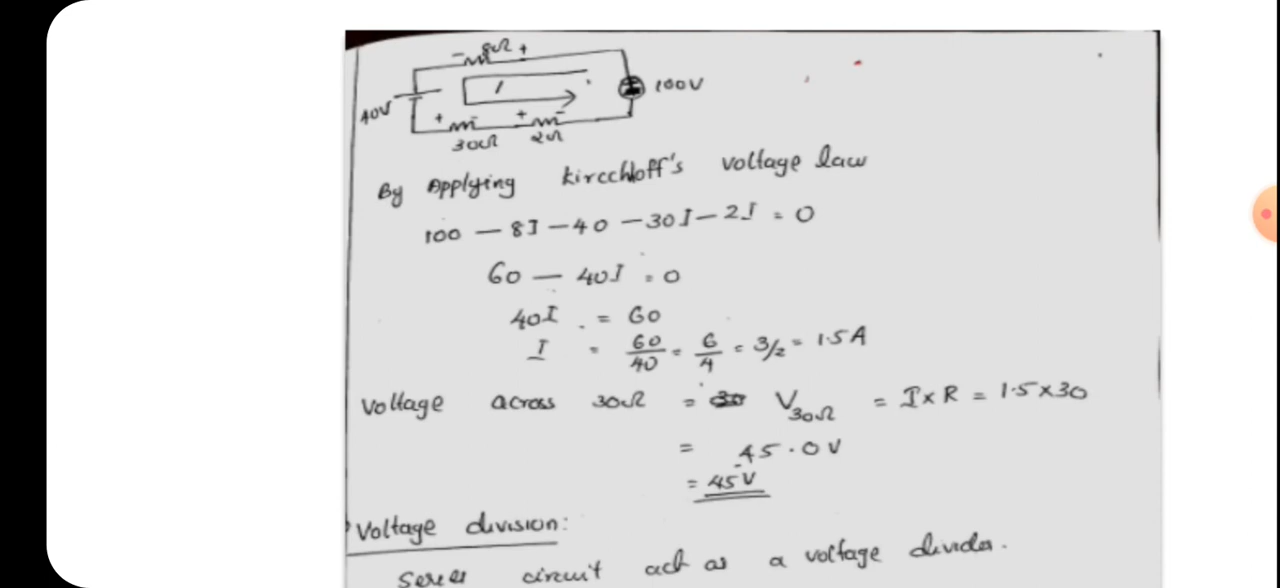 - 8Ω +
40V
100V
I
+ - + -
30Ω 2Ω
By Applying kircchloff's voltage law
100 — 8I — 40 — 30I — 2I = 0
60 — 40I = 0
40I = 60
I = 60/40 = 6/4 = 3/2 = 1.5A
Voltage across 30Ω = V30Ω = I×R = 1.5×30
= 45.0V
= 45V
Voltage division:
Series circuit act as a voltage divider.